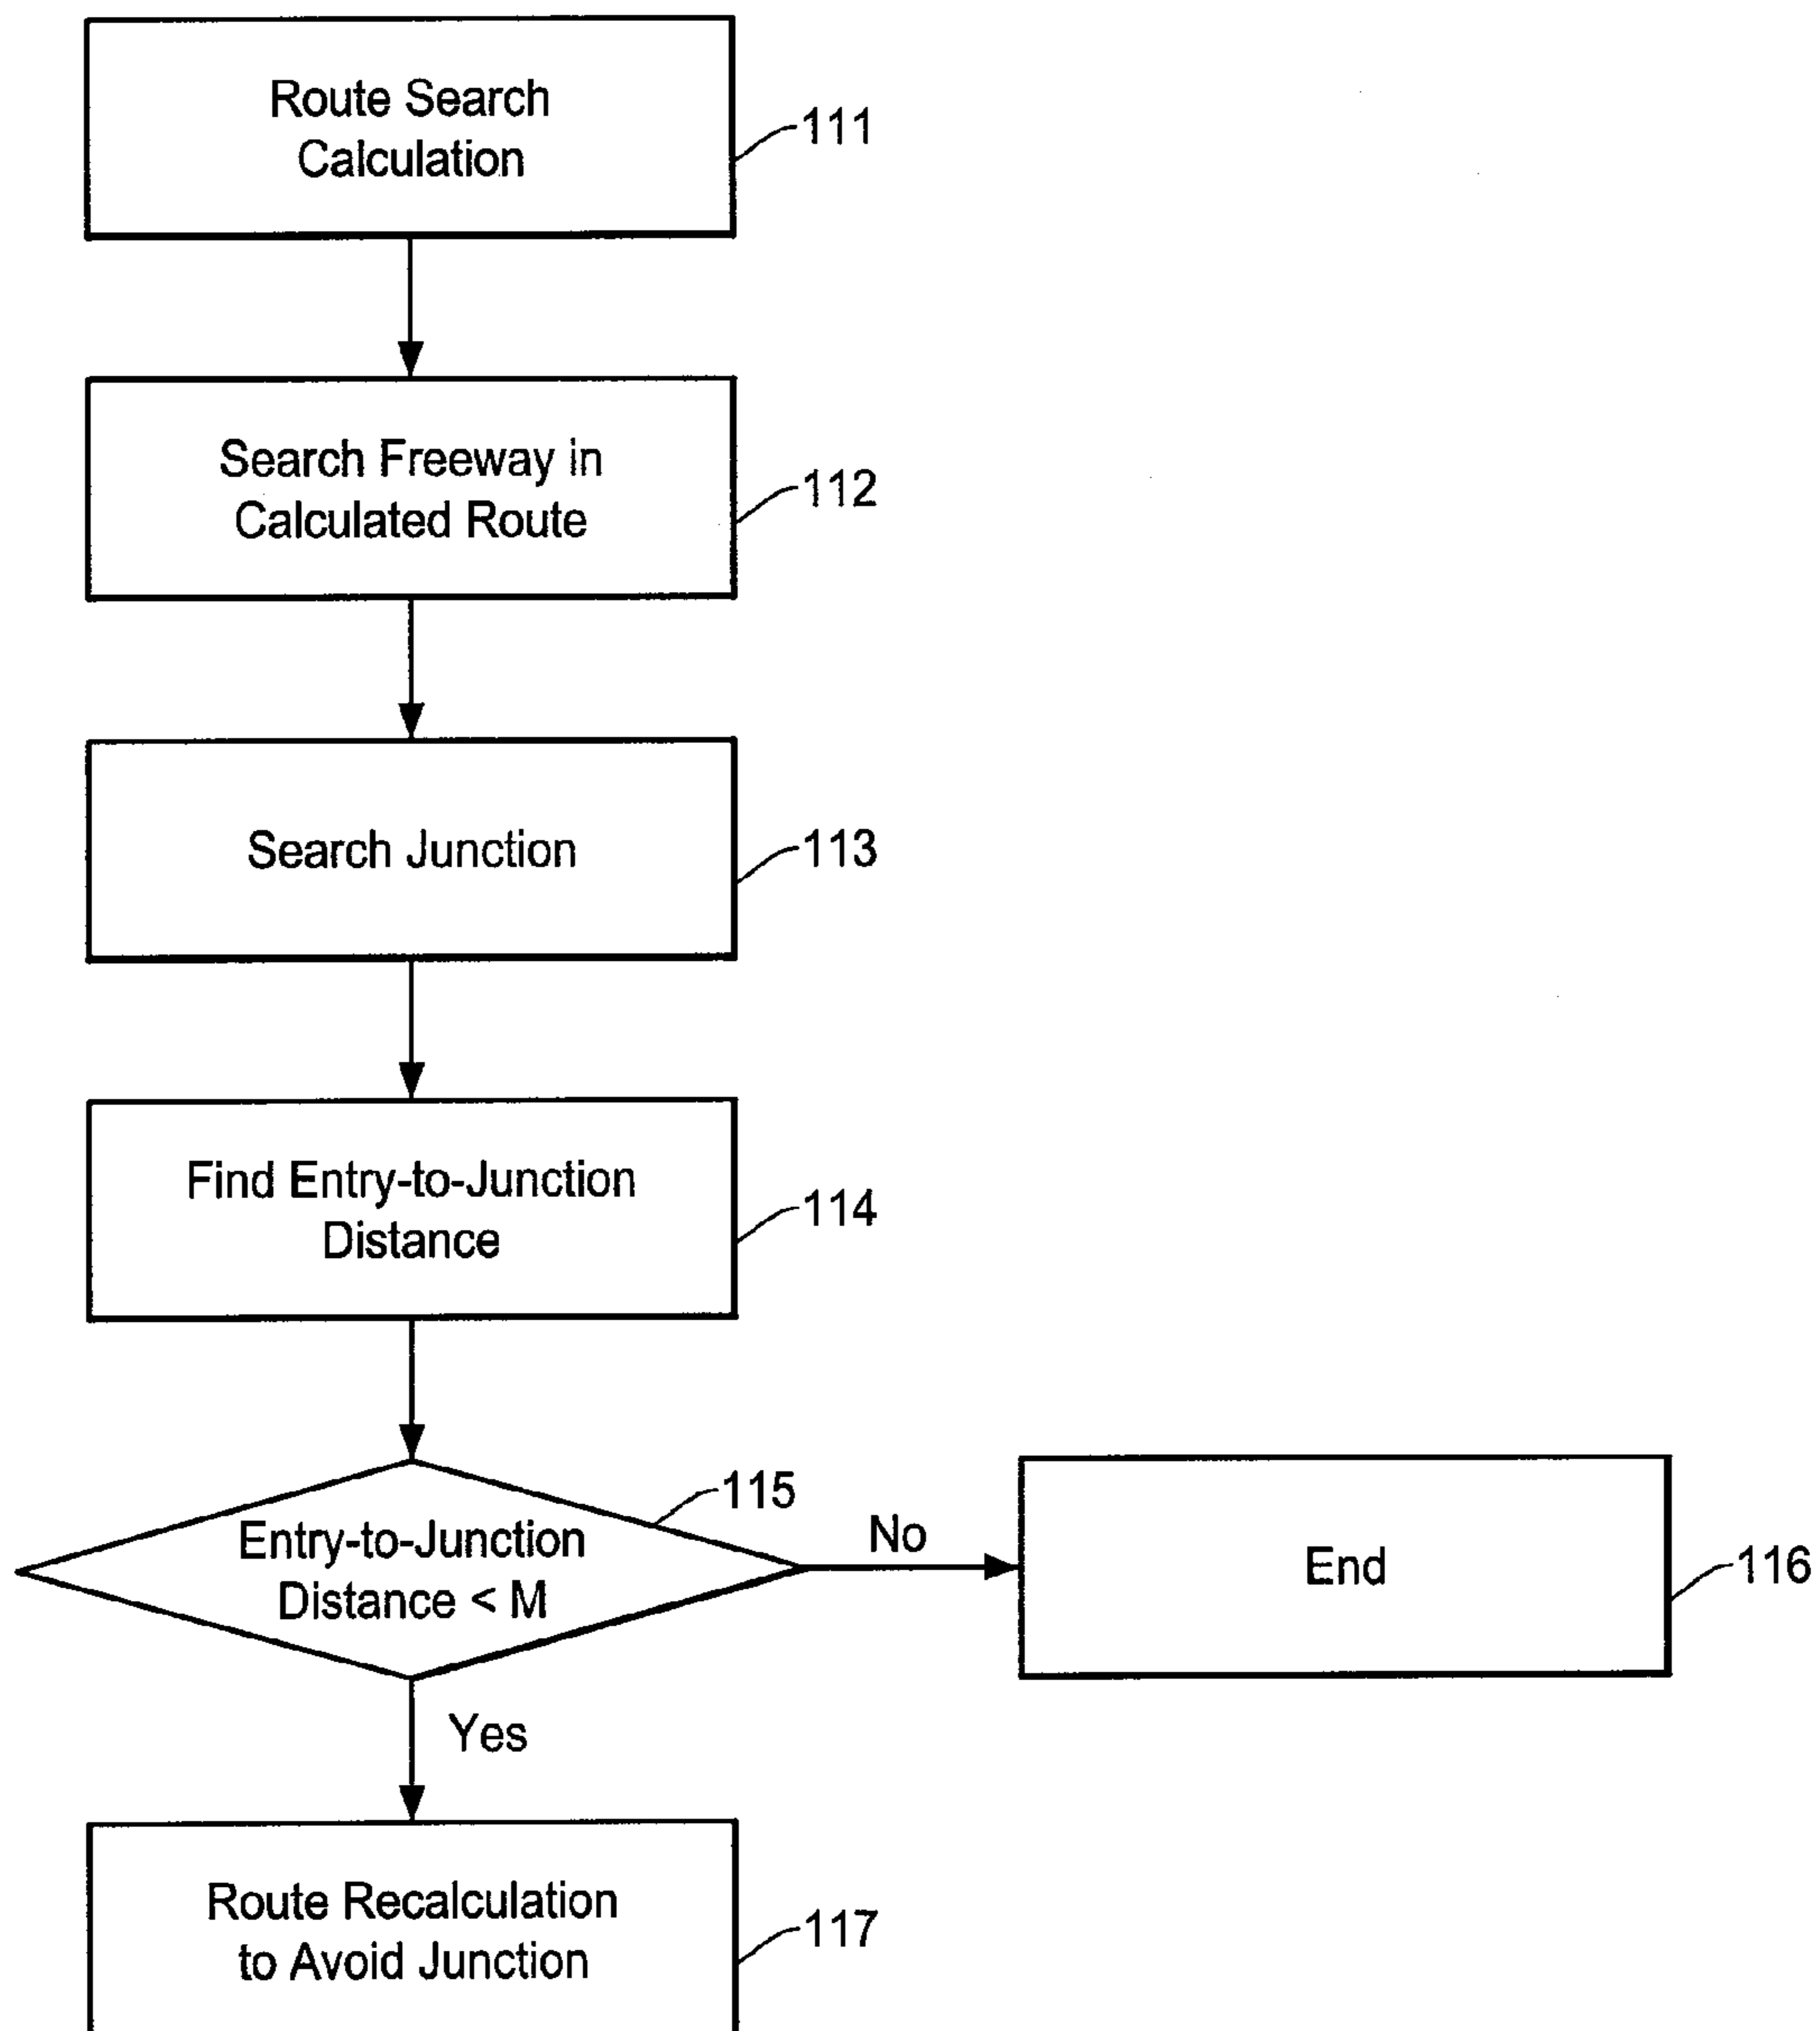 Route Search
Calculation
111
Search Freeway in
Calculated Route
112
Search Junction
113
Find Entry-to-Junction
Distance
114
Entry-to-Junction
Distance < M
115
No
End
116
Yes
Route Recalculation
to Avoid Junction
117